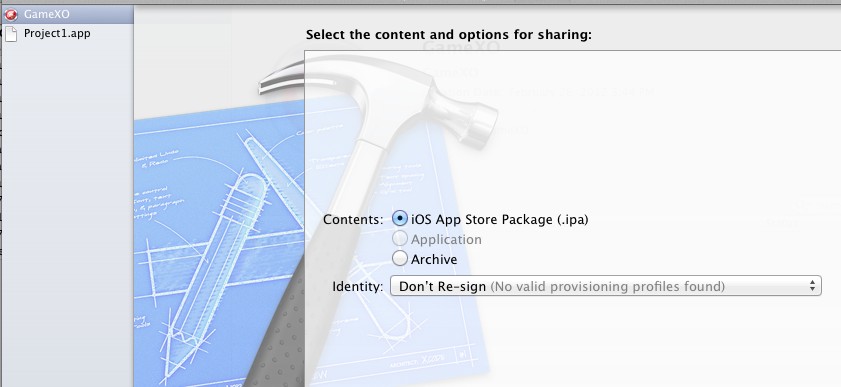 GameXO
Project1.app
Select the content and options for sharing:
Contents:
iOS App Store Package (.ipa)
Application
Archive
Identity:
Don't Re-sign (No valid provisioning profiles found)